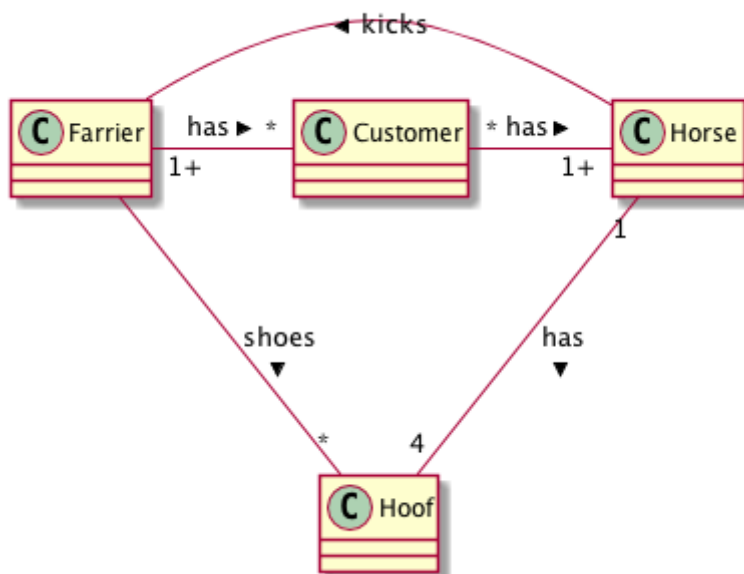 ◄ kicks
C Farrier
has ► *
1+
C Customer
* has ►
1+
C Horse
1
shoes
▼
has
▼
*
4
C Hoof